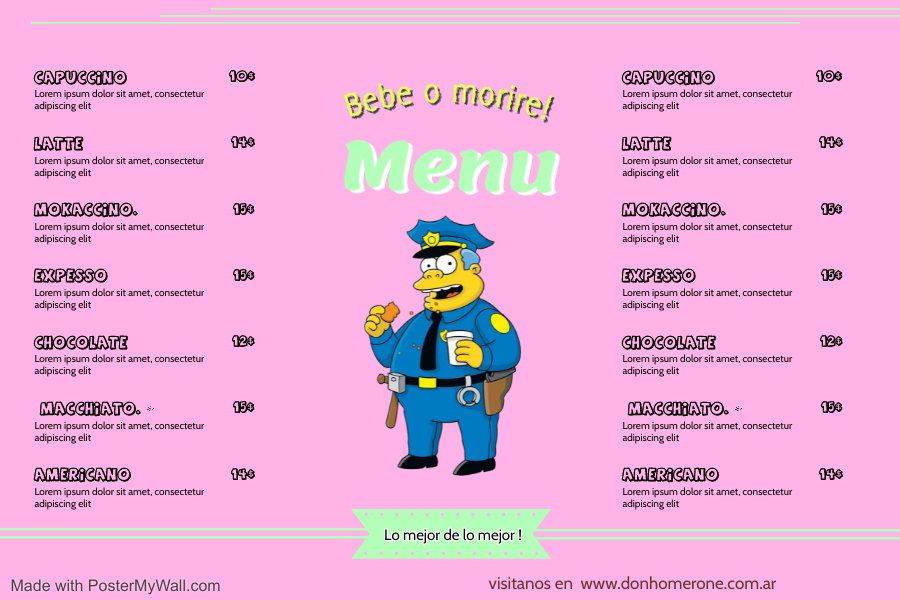 Bebe o morire!
Menu
CAPUCCINO 10$
Lorem ipsum dolor sit amet, consectetur
adipiscing elit
LATTE 14$
Lorem ipsum dolor sit amet, consectetur
adipiscing elit
MOKACCINO. 15$
Lorem ipsum dolor sit amet, consectetur
adipiscing elit
EXPESSO 15$
Lorem ipsum dolor sit amet, consectetur
adipiscing elit
CHOCOLATE 12$
Lorem ipsum dolor sit amet, consectetur
adipiscing elit
MACCHIATO. 15$
Lorem ipsum dolor sit amet, consectetur
adipiscing elit
AMERICANO 14$
Lorem ipsum dolor sit amet, consectetur
adipiscing elit
CAPUCCINO 10$
Lorem ipsum dolor sit amet, consectetur
adipiscing elit
LATTE 14$
Lorem ipsum dolor sit amet, consectetur
adipiscing elit
MOKACCINO. 15$
Lorem ipsum dolor sit amet, consectetur
adipiscing elit
EXPESSO 15$
Lorem ipsum dolor sit amet, consectetur
adipiscing elit
CHOCOLATE 12$
Lorem ipsum dolor sit amet, consectetur
adipiscing elit
MACCHIATO. 15$
Lorem ipsum dolor sit amet, consectetur
adipiscing elit
AMERICANO 14$
Lorem ipsum dolor sit amet, consectetur
adipiscing elit
Lo mejor de lo mejor !
Made with PosterMyWall.com
visitanos en www.donhomerone.com.ar